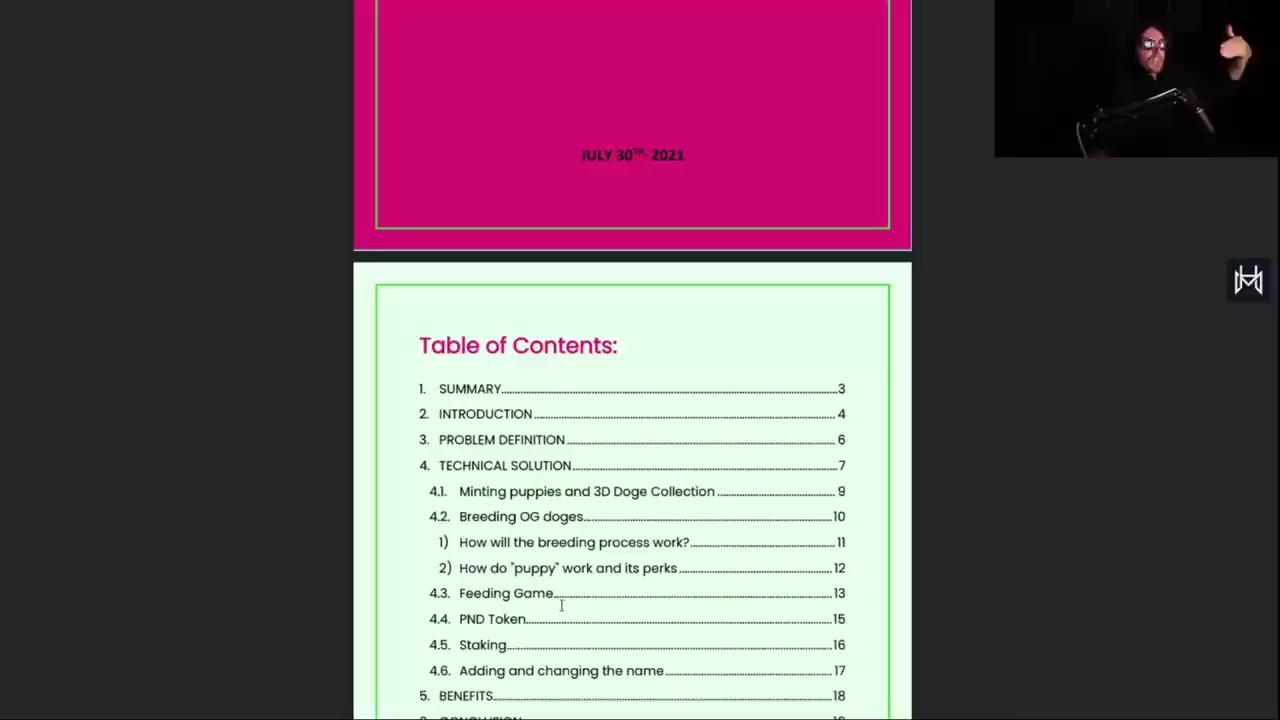 JULY 30TH, 2021
Table of Contents:
1. SUMMARY 3
2. INTRODUCTION 4
3. PROBLEM DEFINITION 6
4. TECHNICAL SOLUTION 7
4.1. Minting puppies and 3D Doge Collection 9
4.2. Breeding OG doges 10
1) How will the breeding process work? 11
2) How do "puppy" work and its perks 12
4.3. Feeding Game 13
4.4. PND Token 15
4.5. Staking 16
4.6. Adding and changing the name 17
5. BENEFITS 18